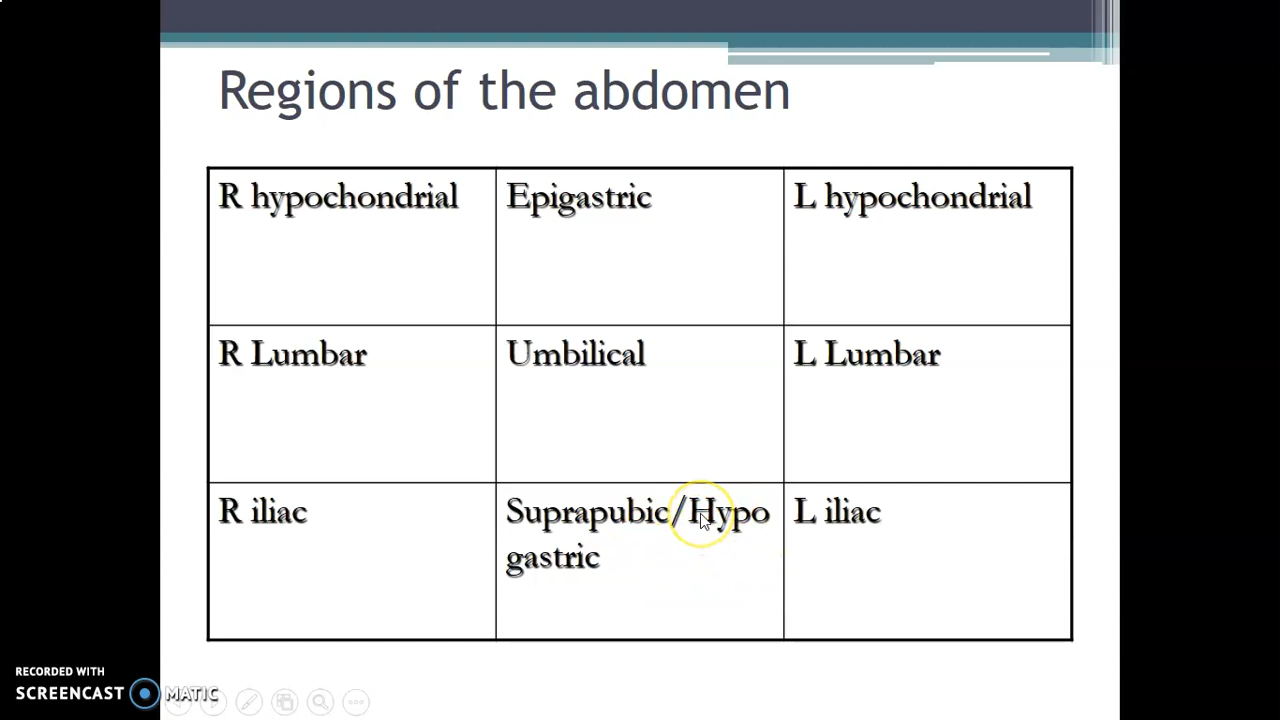 Regions of the abdomen
R hypochondrial
Epigastric
L hypochondrial
R Lumbar
Umbilical
L Lumbar
R iliac
Suprapubic/Hypo
gastric
L iliac
RECORDED WITH
SCREENCAST MATIC